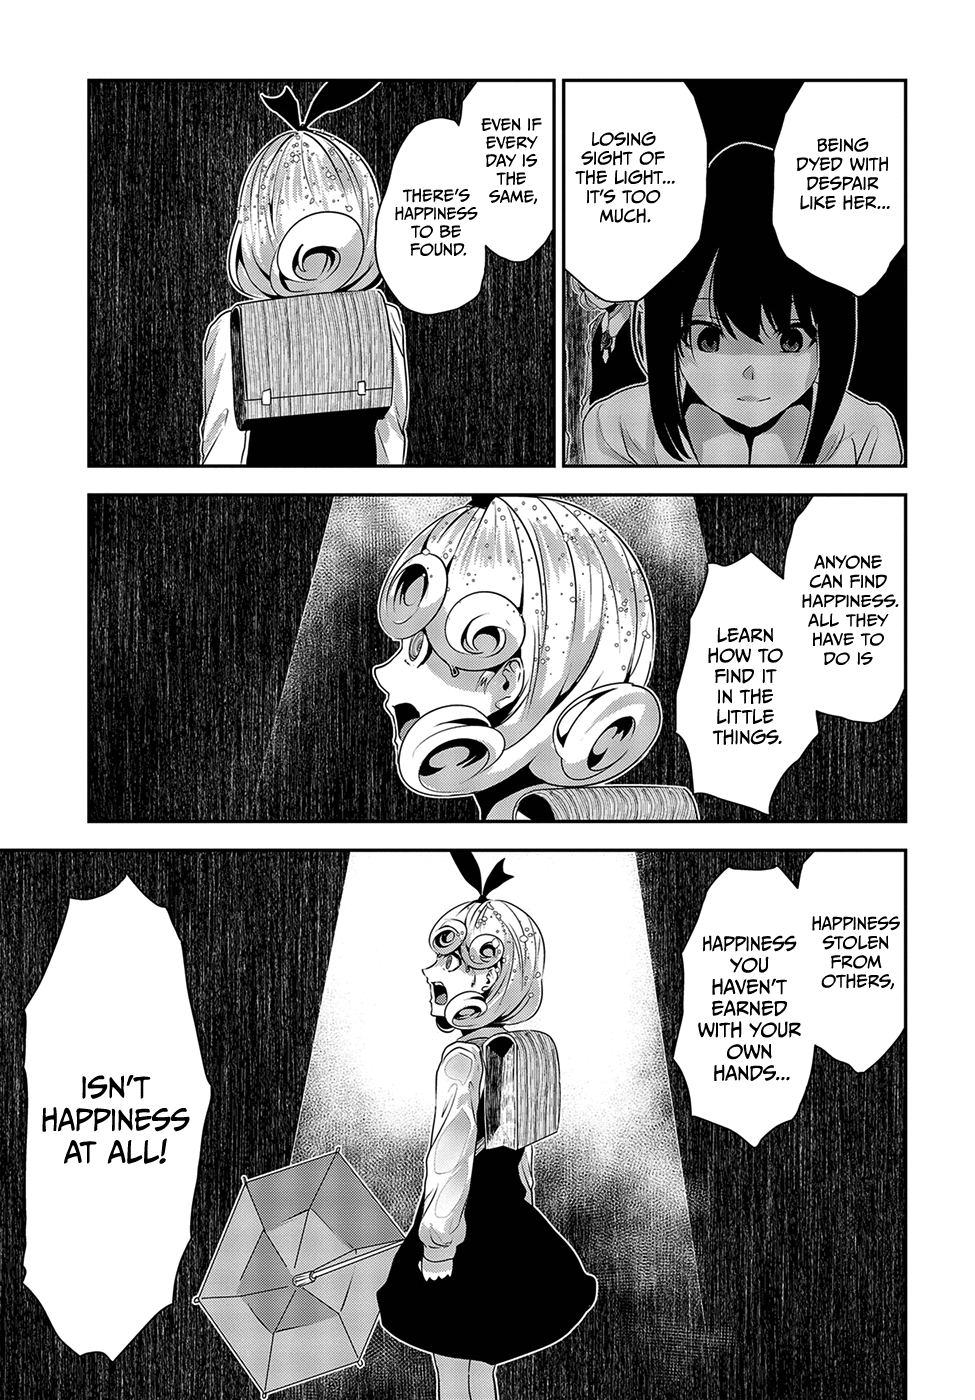 BEING
DYED WITH
DESPAIR
LIKE HER...
LOSING
SIGHT OF
THE LIGHT...
IT'S TOO
MUCH.
EVEN IF
EVERY
DAY IS
THE
SAME,
THERE'S
HAPPINESS
TO BE
FOUND.
ANYONE
CAN FIND
HAPPINESS.
ALL THEY
HAVE TO
DO IS
LEARN
HOW TO
FIND IT
IN THE
LITTLE
THINGS.
HAPPINESS
STOLEN
FROM
OTHERS,
HAPPINESS
YOU
HAVEN'T
EARNED
WITH YOUR
OWN
HANDS...
ISN'T
HAPPINESS
AT ALL!